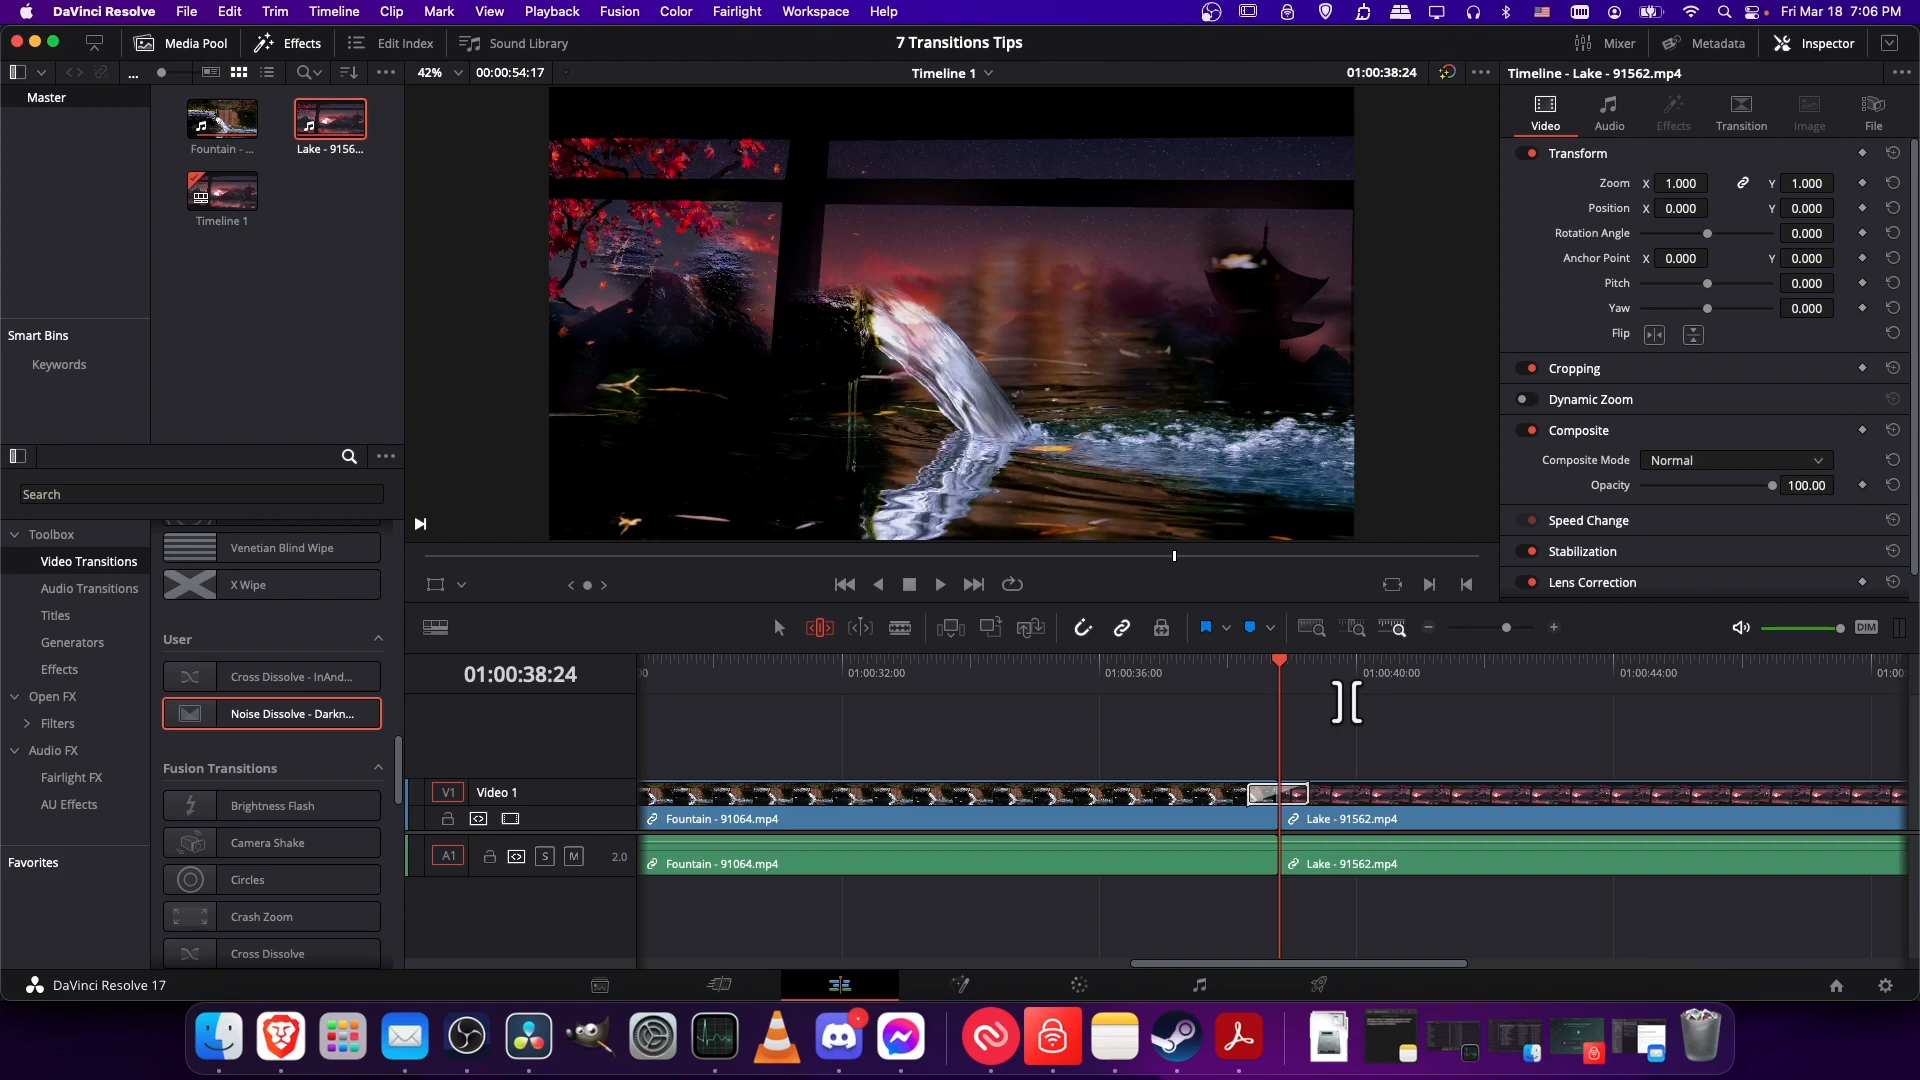 DaVinci Resolve File Edit Trim Timeline Clip Mark View Playback Fusion Color Fairlight Workspace Help
Fri Mar 18 7:06 PM
Media Pool Effects Edit Index Sound Library
7 Transitions Tips
Mixer Metadata Inspector
42% 00:00:54:17
Timeline 1
01:00:38:24
Timeline - Lake - 91562.mp4
Master
Fountain - ...
Lake - 9156...
Timeline 1
Smart Bins
Keywords
Video Audio Effects Transition Image File
Transform
Zoom X 1.000 Y 1.000
Position X 0.000 Y 0.000
Rotation Angle 0.000
Anchor Point X 0.000 Y 0.000
Pitch 0.000
Yaw 0.000
Flip
Cropping
Dynamic Zoom
Composite
Composite Mode Normal
Opacity 100.00
Speed Change
Stabilization
Lens Correction
Search
Toolbox
Video Transitions
Audio Transitions
Titles
Generators
Effects
Open FX
Filters
Audio FX
Fairlight FX
AU Effects
Favorites
Venetian Blind Wipe
X Wipe
User
Cross Dissolve - InAnd...
Noise Dissolve - Darkn...
Fusion Transitions
Brightness Flash
Camera Shake
Circles
Crash Zoom
Cross Dissolve
DIM
01:00:38:24
00 01:00:32:00 01:00:36:00 01:00:40:00 01:00:44:00 01:00:
V1 Video 1
Fountain - 91064.mp4
Lake - 91562.mp4
A1 S M 2.0
Fountain - 91064.mp4
Lake - 91562.mp4
DaVinci Resolve 17